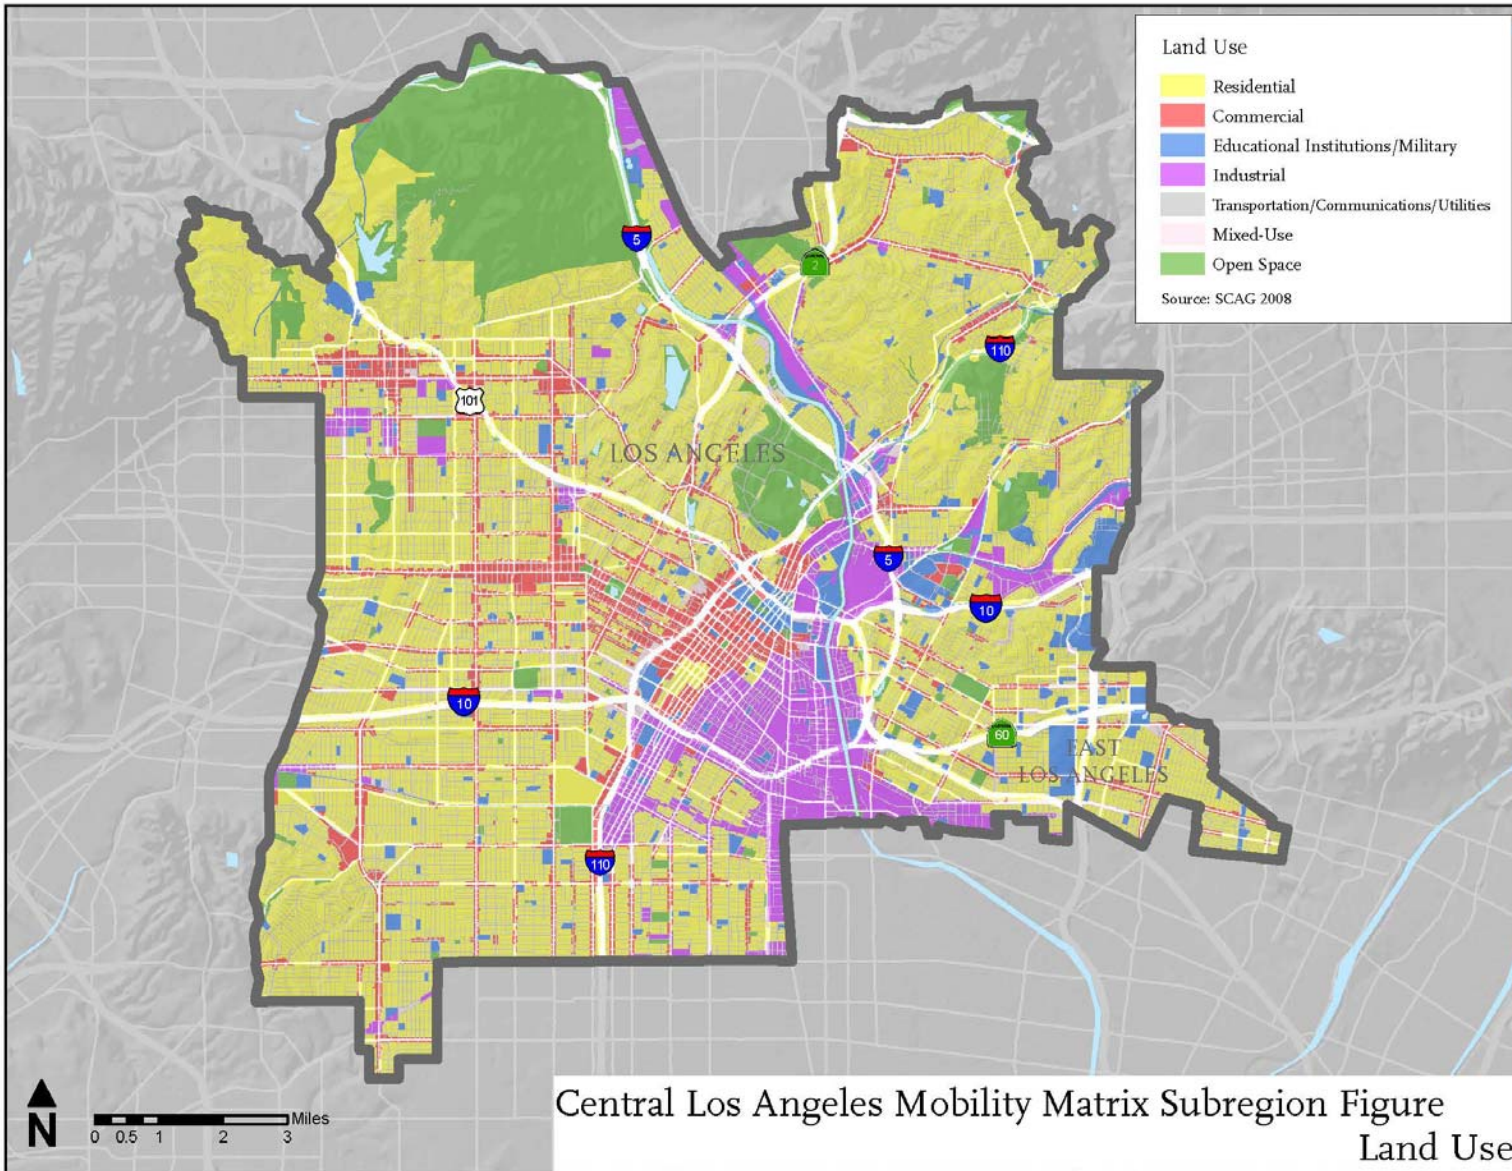 Land Use
Residential
Commercial
Educational Institutions/Military
Industrial
Transportation/Communications/Utilities
Mixed-Use
Open Space
Source: SCAG 2008
5
2
110
101
LOS ANGELES
5
10
10
60
EAST
LOS ANGELES
110
N
0 0.5 1 2 3 Miles
Central Los Angeles Mobility Matrix Subregion Figure
Land Use